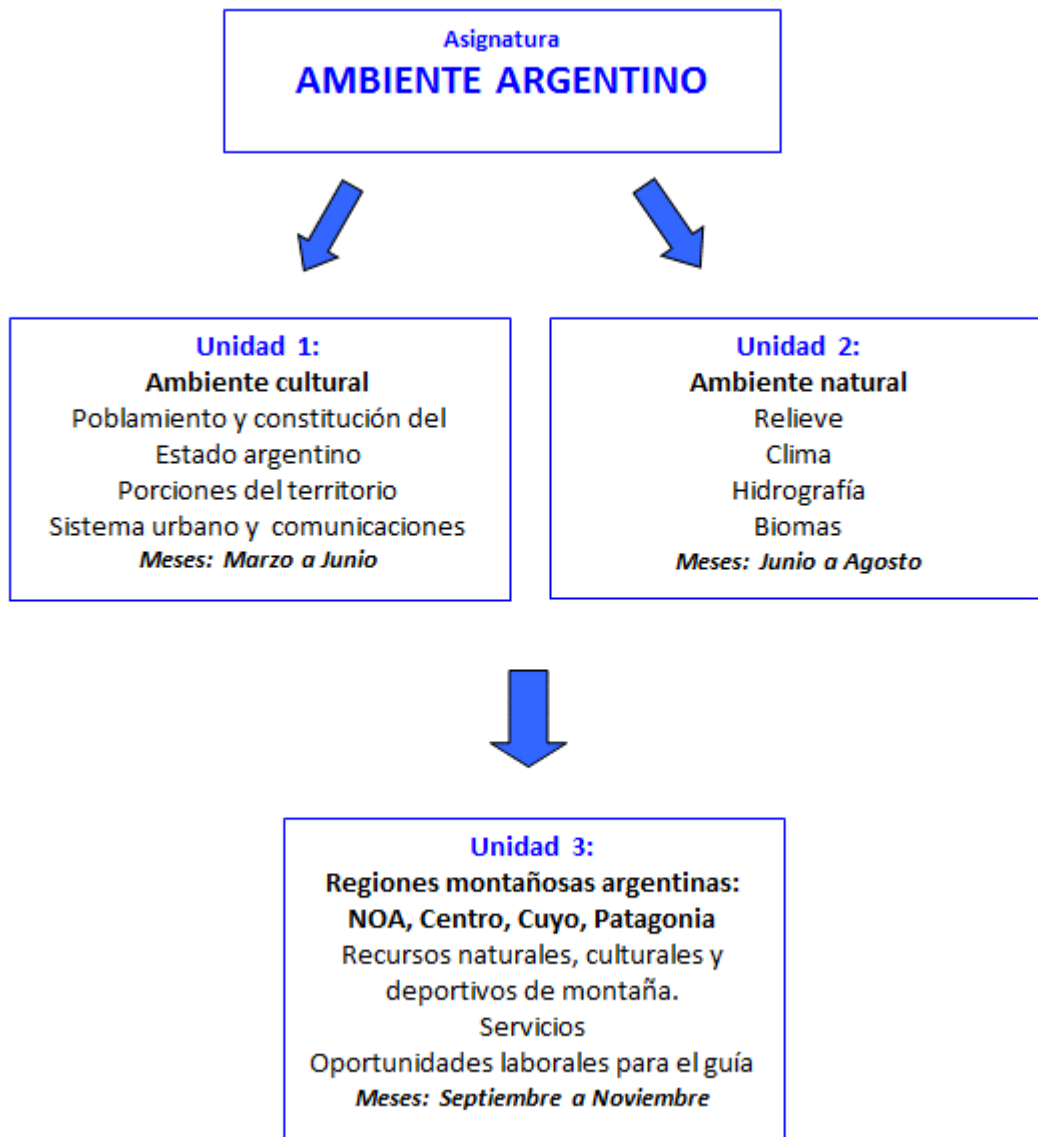 Asignatura
AMBIENTE ARGENTINO
Unidad 1:
Ambiente cultural
Poblamiento y constitución del
Estado argentino
Porciones del territorio
Sistema urbano y comunicaciones
Meses: Marzo a Junio
Unidad 2:
Ambiente natural
Relieve
Clima
Hidrografía
Biomas
Meses: Junio a Agosto
Unidad 3:
Regiones montañosas argentinas:
NOA, Centro, Cuyo, Patagonia
Recursos naturales, culturales y
deportivos de montaña.
Servicios
Oportunidades laborales para el guía
Meses: Septiembre a Noviembre